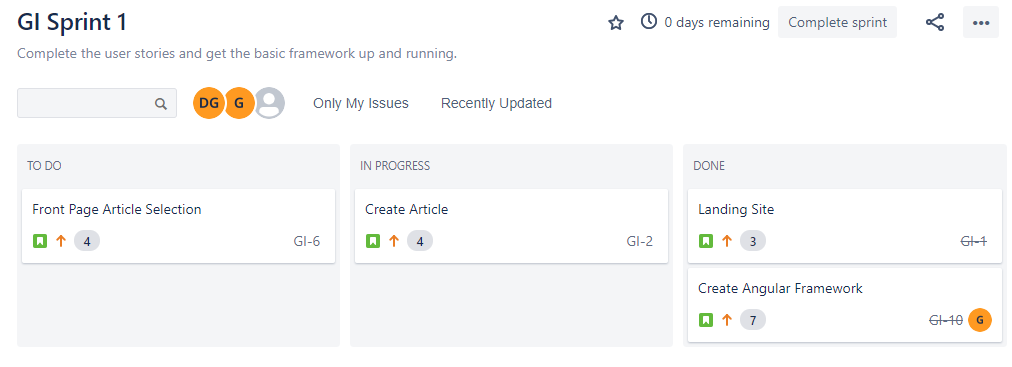 GI Sprint 1
0 days remaining
Complete sprint
Complete the user stories and get the basic framework up and running.
DG
G
Only My Issues
Recently Updated
TO DO
Front Page Article Selection
4
GI-6
IN PROGRESS
Create Article
4
GI-2
DONE
Landing Site
3
GI-1
Create Angular Framework
7
GI-10
G